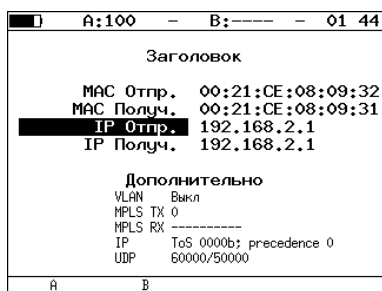 A:100 – B:---- – 01 44
Заголовок
MAC Отпр. 00:21:CE:08:09:32
MAC Получ. 00:21:CE:08:09:31
IP Отпр. 192.168.2.1
IP Получ. 192.168.2.1
Дополнительно
VLAN Выкл
MPLS TX 0
MPLS RX ----------
IP ToS 0000b; precedence 0
UDP 60000/50000
A B